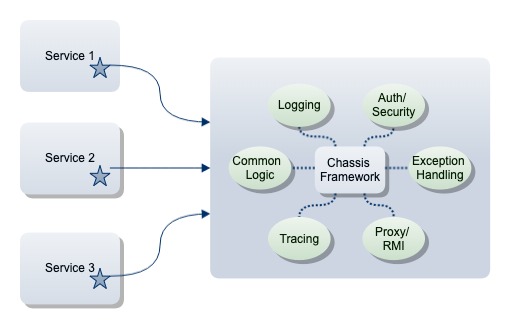 Service 1
Service 2
Service 3
Logging
Auth/
Security
Common
Logic
Chassis
Framework
Exception
Handling
Tracing
Proxy/
RMI